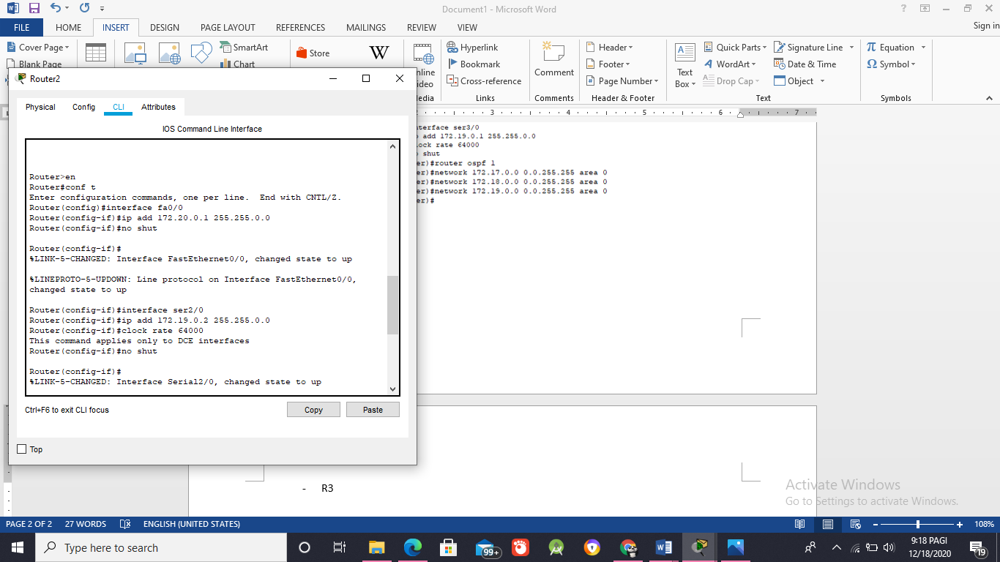 Document1 - Microsoft Word
FILE HOME INSERT DESIGN PAGE LAYOUT REFERENCES MAILINGS REVIEW VIEW
Sign in
Cover Page
Blank Page
SmartArt
Chart
Store
W
Hyperlink
Bookmark
Cross-reference
Links
Comment
Comments
Header
Footer
Page Number
Header & Footer
Text
Box
Quick Parts
WordArt
Drop Cap
Signature Line
Date & Time
Object
Text
Equation
Symbol
Symbols
Router2
Physical Config CLI Attributes
IOS Command Line Interface
Router>en
Router#conf t
Enter configuration commands, one per line. End with CNTL/Z.
Router(config)#interface fa0/0
Router(config-if)#ip add 172.20.0.1 255.255.0.0
Router(config-if)#no shut
Router(config-if)#
%LINK-5-CHANGED: Interface FastEthernet0/0, changed state to up
%LINEPROTO-5-UPDOWN: Line protocol on Interface FastEthernet0/0,
changed state to up
Router(config-if)#interface ser2/0
Router(config-if)#ip add 172.19.0.2 255.255.0.0
Router(config-if)#clock rate 64000
This command applies only to DCE interfaces
Router(config-if)#no shut
Router(config-if)#
%LINK-5-CHANGED: Interface Serial2/0, changed state to up
Ctrl+F6 to exit CLI focus
Copy Paste
Top
3 4 5 6 7
terface ser3/0
add 172.19.0.1 255.255.0.0
ock rate 64000
shut
er)#router ospf 1
er)#network 172.17.0.0 0.0.255.255 area 0
er)#network 172.18.0.0 0.0.255.255 area 0
er)#network 172.19.0.0 0.0.255.255 area 0
er)#
- R3
Activate Windows
Go to Settings to activate Windows.
PAGE 2 OF 2 27 WORDS ENGLISH (UNITED STATES) 108%
Type here to search
99+
9:18 PAGI
12/18/2020
19